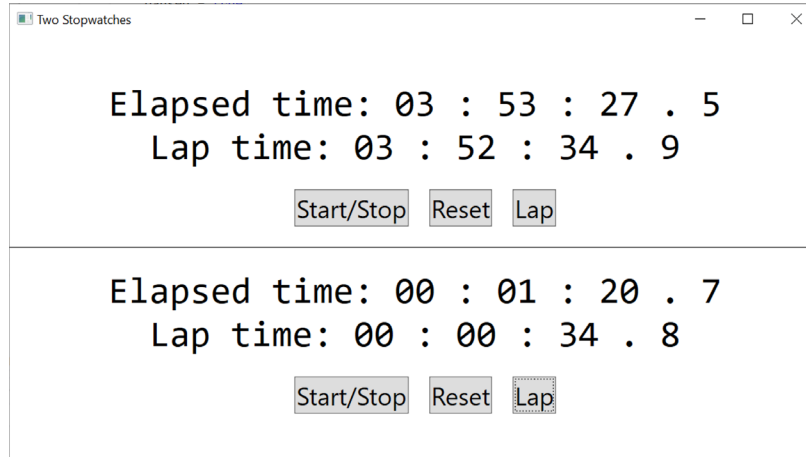 Two Stopwatches
Elapsed time: 03 : 53 : 27 . 5
Lap time: 03 : 52 : 34 . 9
Start/Stop Reset Lap
Elapsed time: 00 : 01 : 20 . 7
Lap time: 00 : 00 : 34 . 8
Start/Stop Reset Lap